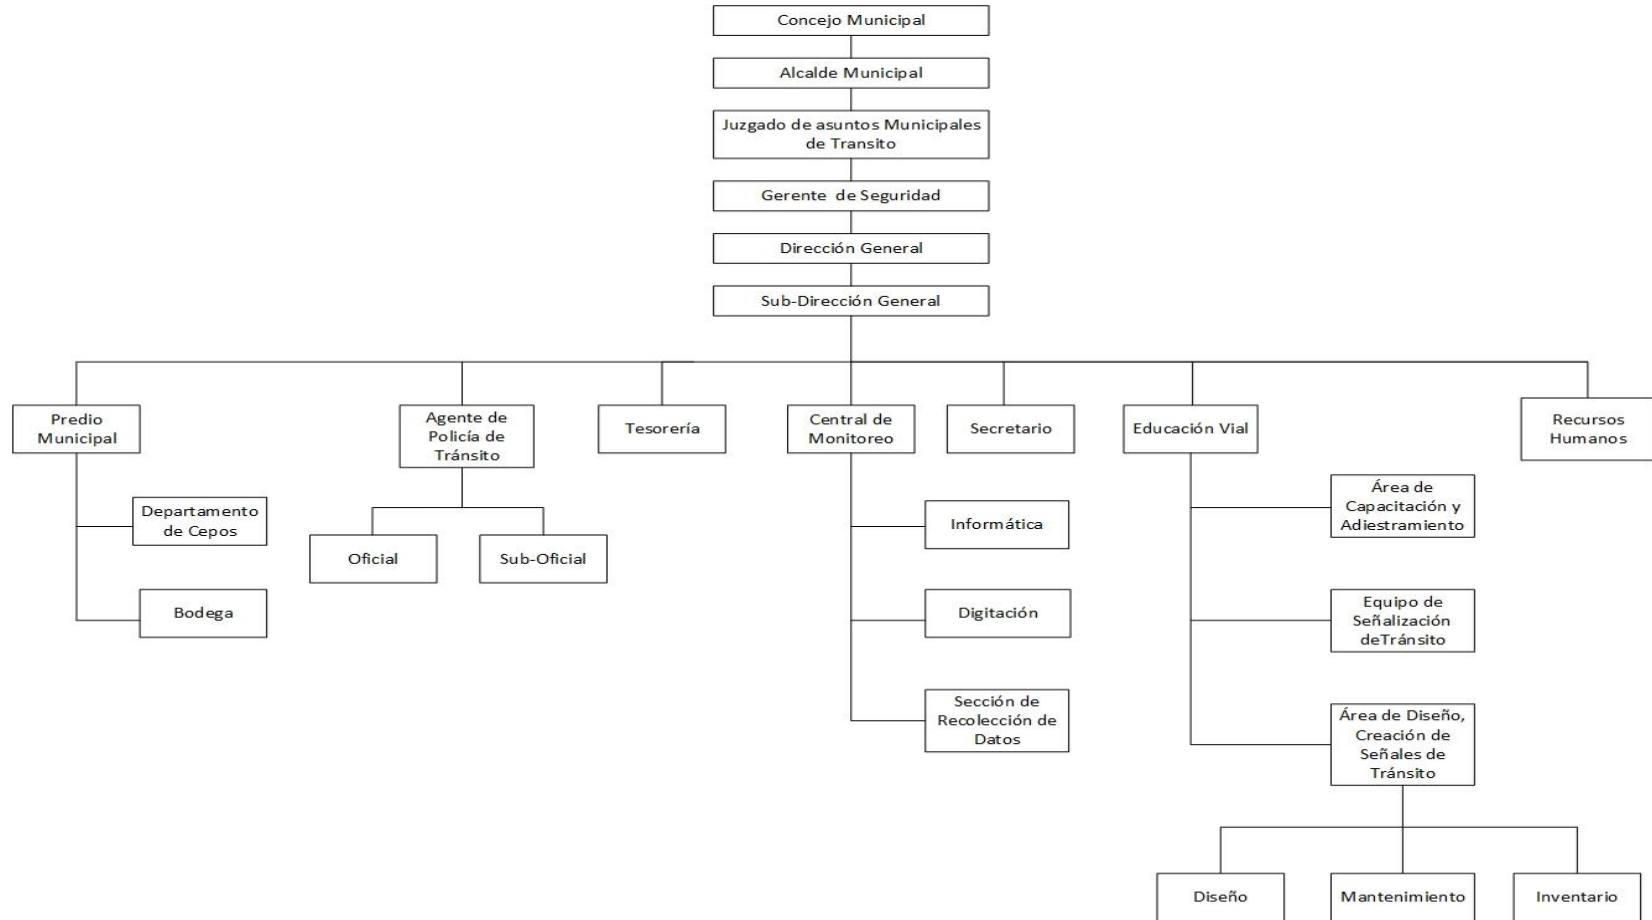 Concejo Municipal
Alcalde Municipal
Juzgado de asuntos Municipales
de Transito
Gerente de Seguridad
Dirección General
Sub-Dirección General
Predio
Municipal
Agente de
Policía de
Tránsito
Tesorería
Central de
Monitoreo
Secretario
Educación Vial
Recursos
Humanos
Departamento
de Cepos
Bodega
Oficial
Sub-Oficial
Informática
Digitación
Sección de
Recolección de
Datos
Área de
Capacitación y
Adiestramiento
Equipo de
Señalización
deTránsito
Área de Diseño,
Creación de
Señales de
Tránsito
Diseño
Mantenimiento
Inventario